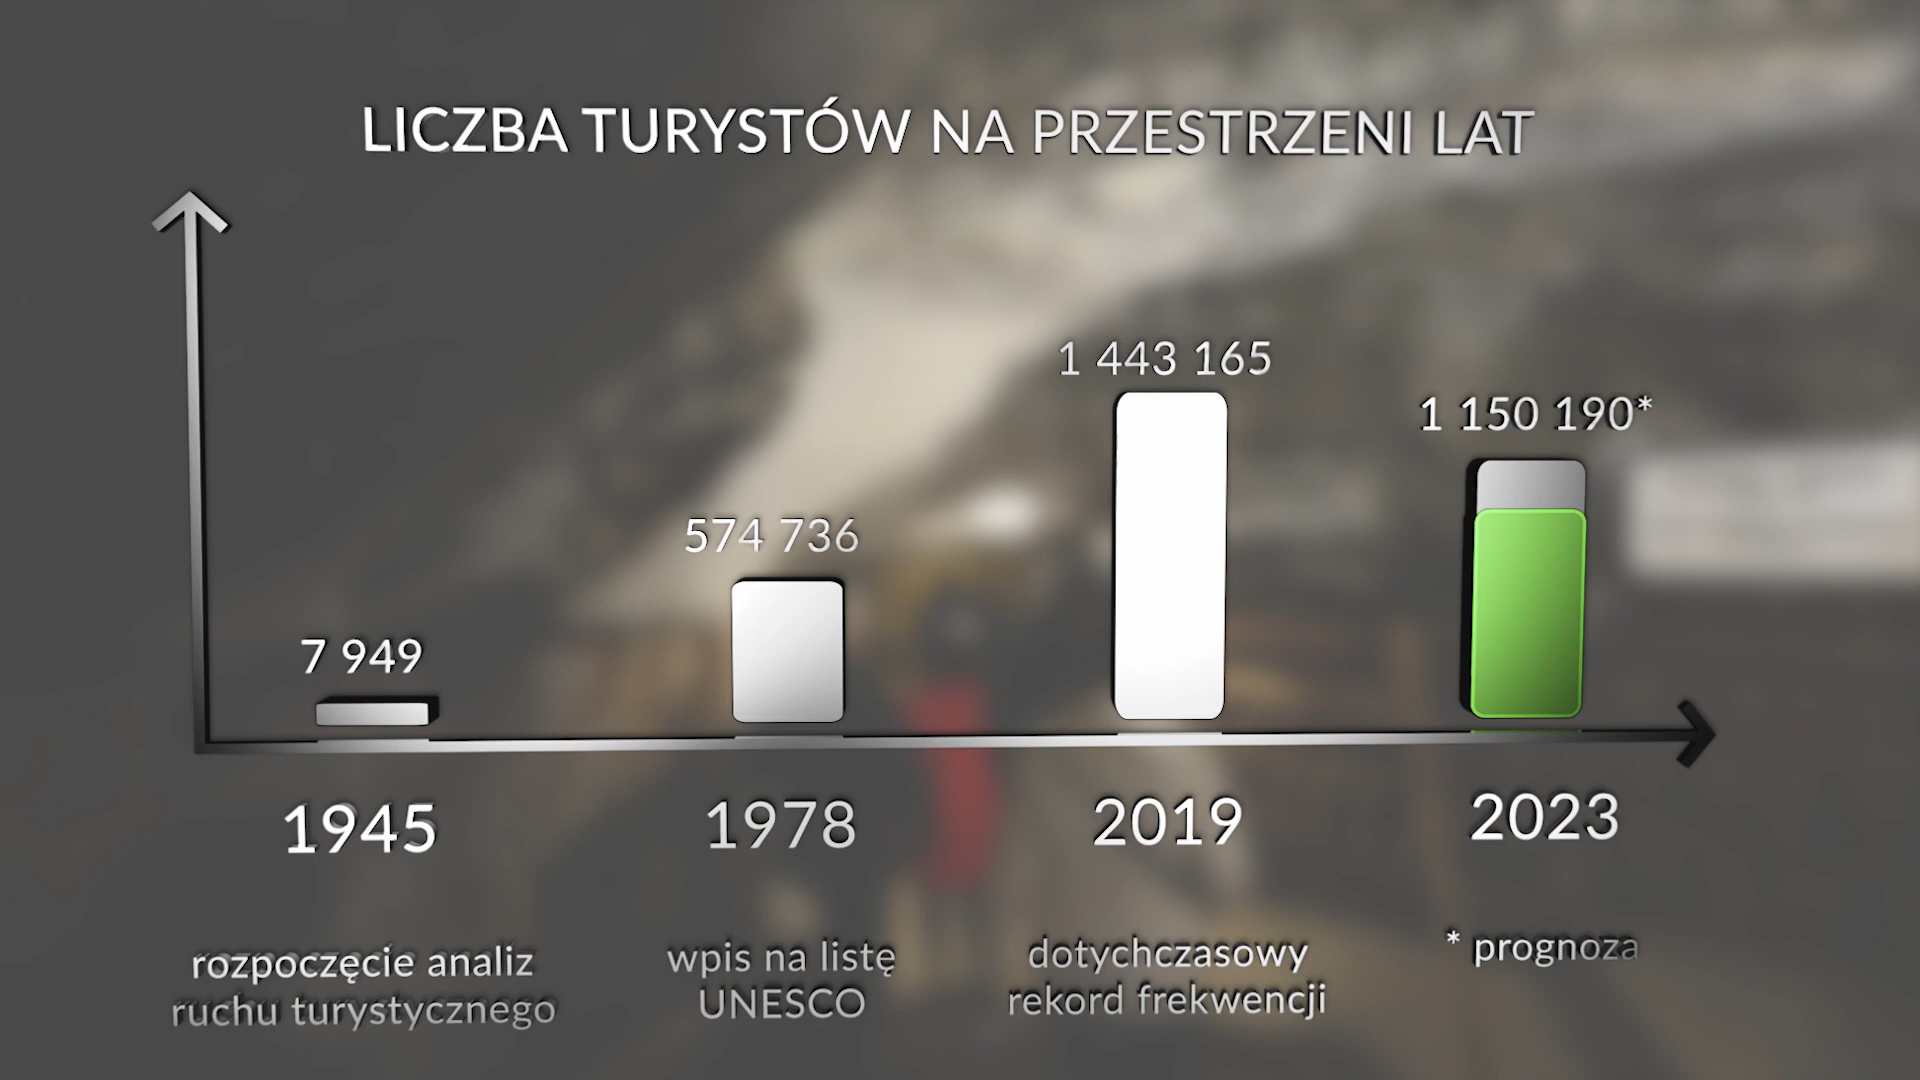 LICZBA TURYSTÓW NA PRZESTRZENI LAT
7 949
574 736
1 443 165
1 150 190*
1945
1978
2019
2023
rozpoczęcie analiz
ruchu turystycznego
wpis na listę
UNESCO
dotychczasowy
rekord frekwencji
* prognoza